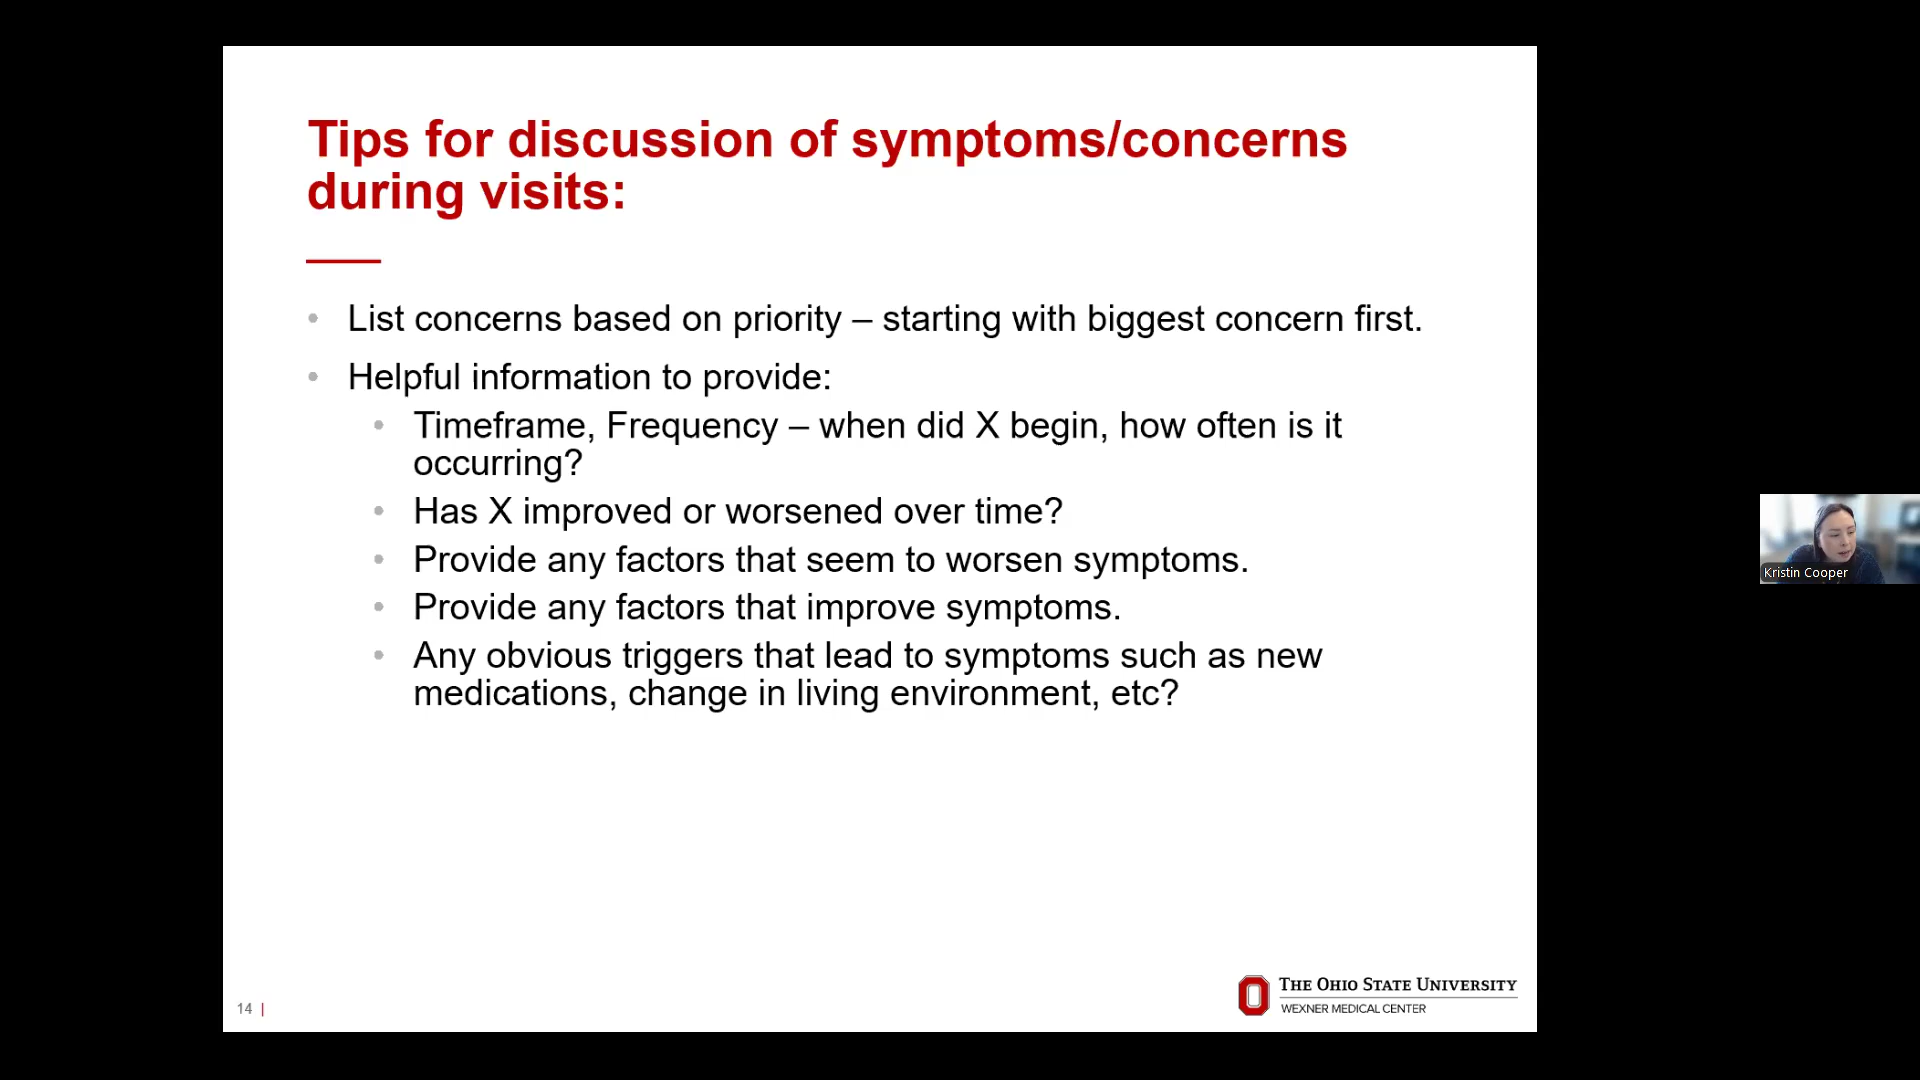 Tips for discussion of symptoms/concerns
during visits:
• List concerns based on priority – starting with biggest concern first.
• Helpful information to provide:
• Timeframe, Frequency – when did X begin, how often is it
occurring?
• Has X improved or worsened over time?
• Provide any factors that seem to worsen symptoms.
• Provide any factors that improve symptoms.
• Any obvious triggers that lead to symptoms such as new
medications, change in living environment, etc?
Kristin Cooper
14 |
THE OHIO STATE UNIVERSITY
WEXNER MEDICAL CENTER